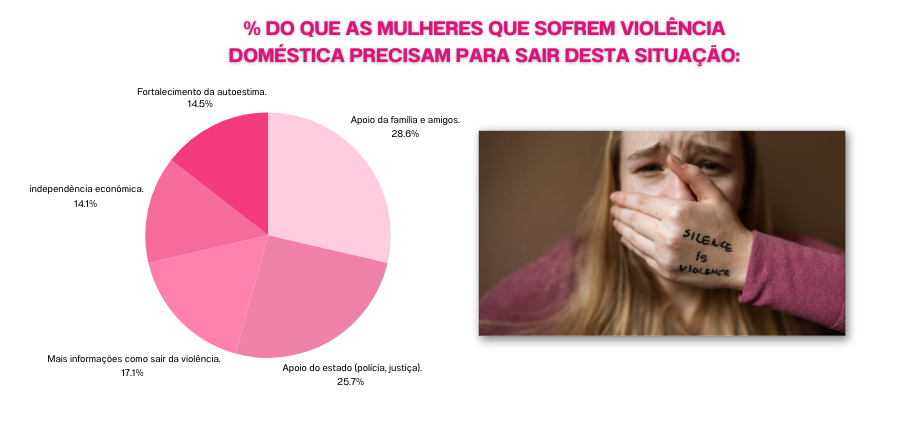 % DO QUE AS MULHERES QUE SOFREM VIOLÊNCIA
DOMÉSTICA PRECISAM PARA SAIR DESTA SITUAÇÃO:
Fortalecimento da autoestima.
14.5%
Apoio da família e amigos.
28.6%
independência econômica.
14.1%
SILENCE
IS
VIOLENCE
Mais informações como sair da violência.
17.1%
Apoio do estado (polícia, justiça).
25.7%